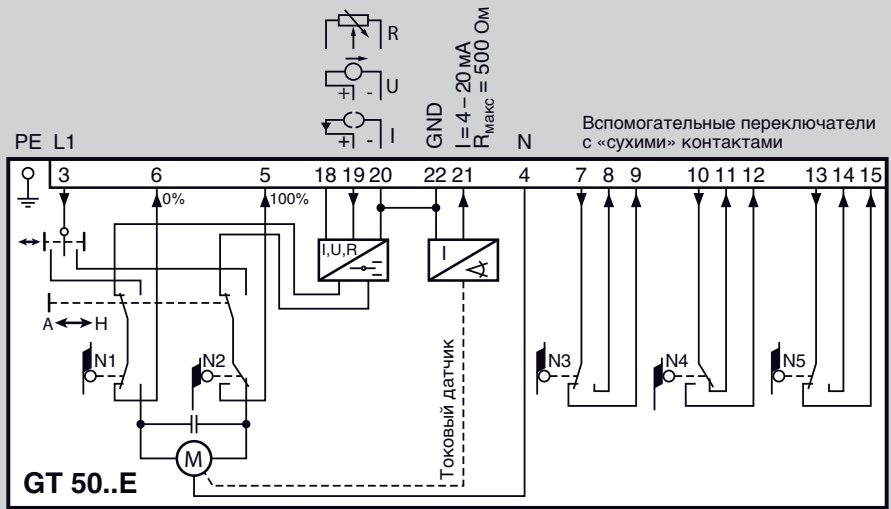 R
U
+ -
I
+ -
GND
I = 4 – 20 мА
Rмакс = 500 Ом
PE L1
N
Вспомогательные переключатели
с «сухими» контактами
3 6 5 18 19 20 22 21 4 7 8 9 10 11 12 13 14 15
0%
100%
I,U,R
I
A H
N1
N2
N3
N4
N5
Токовый датчик
M
GT 50..E